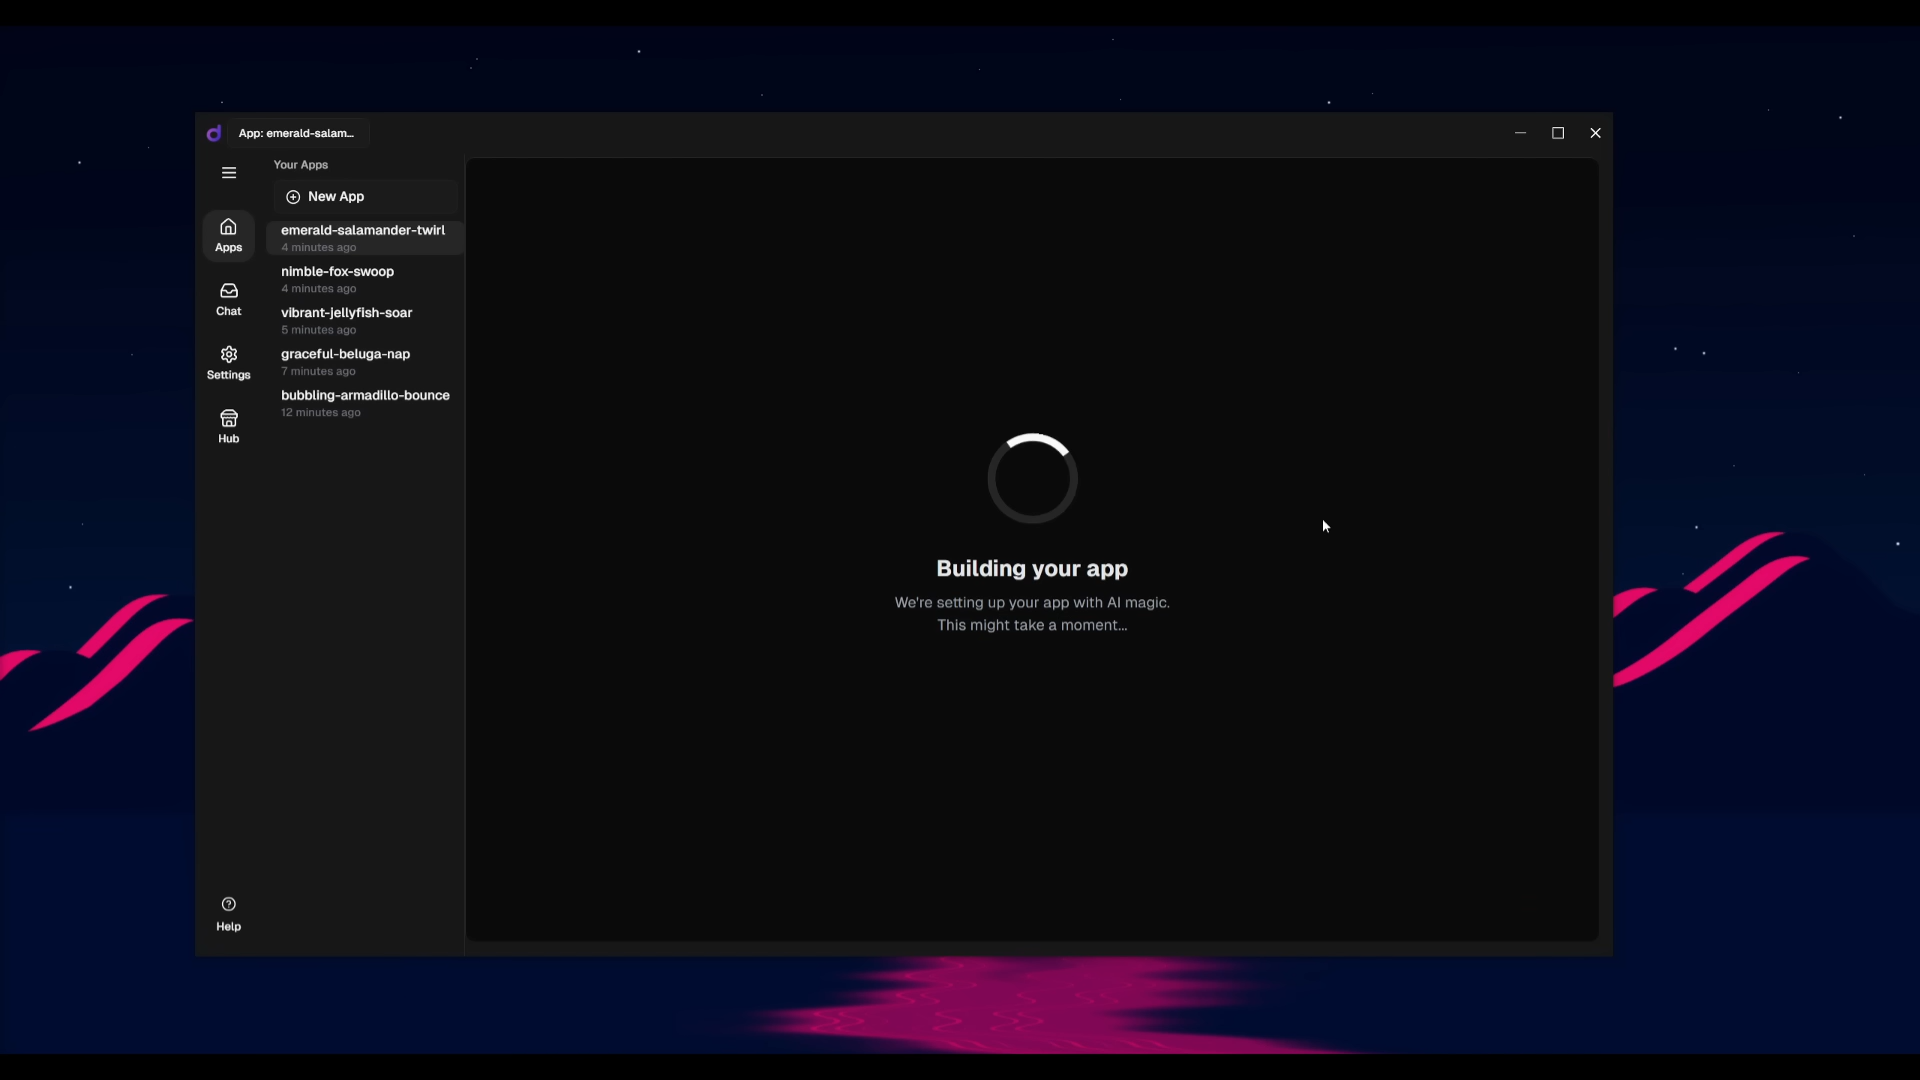 App: emerald-salam...
Your Apps
New App
Apps
emerald-salamander-twirl
4 minutes ago
nimble-fox-swoop
4 minutes ago
Chat
vibrant-jellyfish-soar
5 minutes ago
graceful-beluga-nap
7 minutes ago
Settings
bubbling-armadillo-bounce
12 minutes ago
Hub
Building your app
We're setting up your app with AI magic.
This might take a moment...
Help